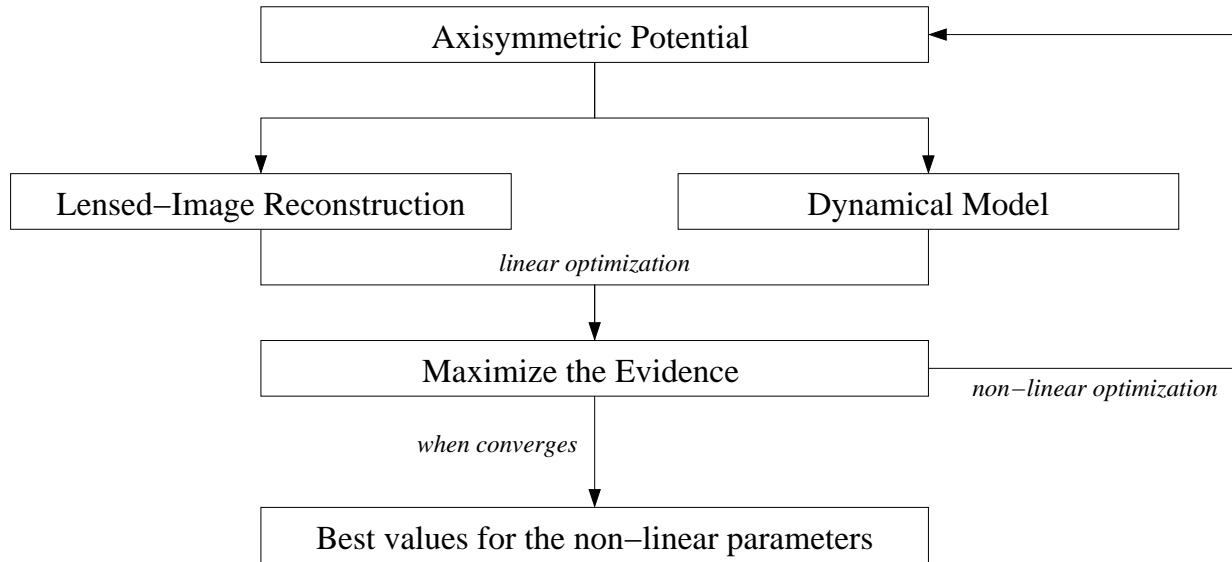 Axisymmetric Potential
Lensed−Image Reconstruction
Dynamical Model
linear optimization
Maximize the Evidence
non−linear optimization
when converges
Best values for the non−linear parameters